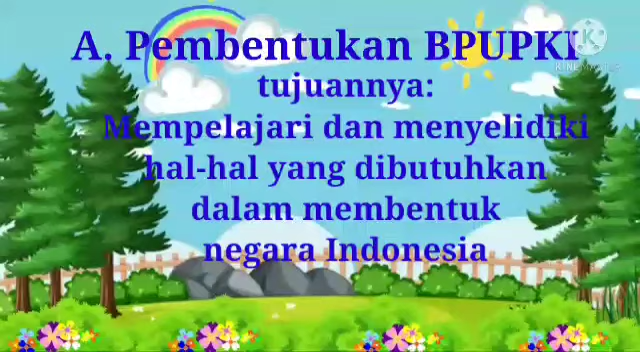 A. Pembentukan BPUPKI
tujuannya:
Mempelajari dan menyelidiki
hal-hal yang dibutuhkan
dalam membentuk
negara Indonesia